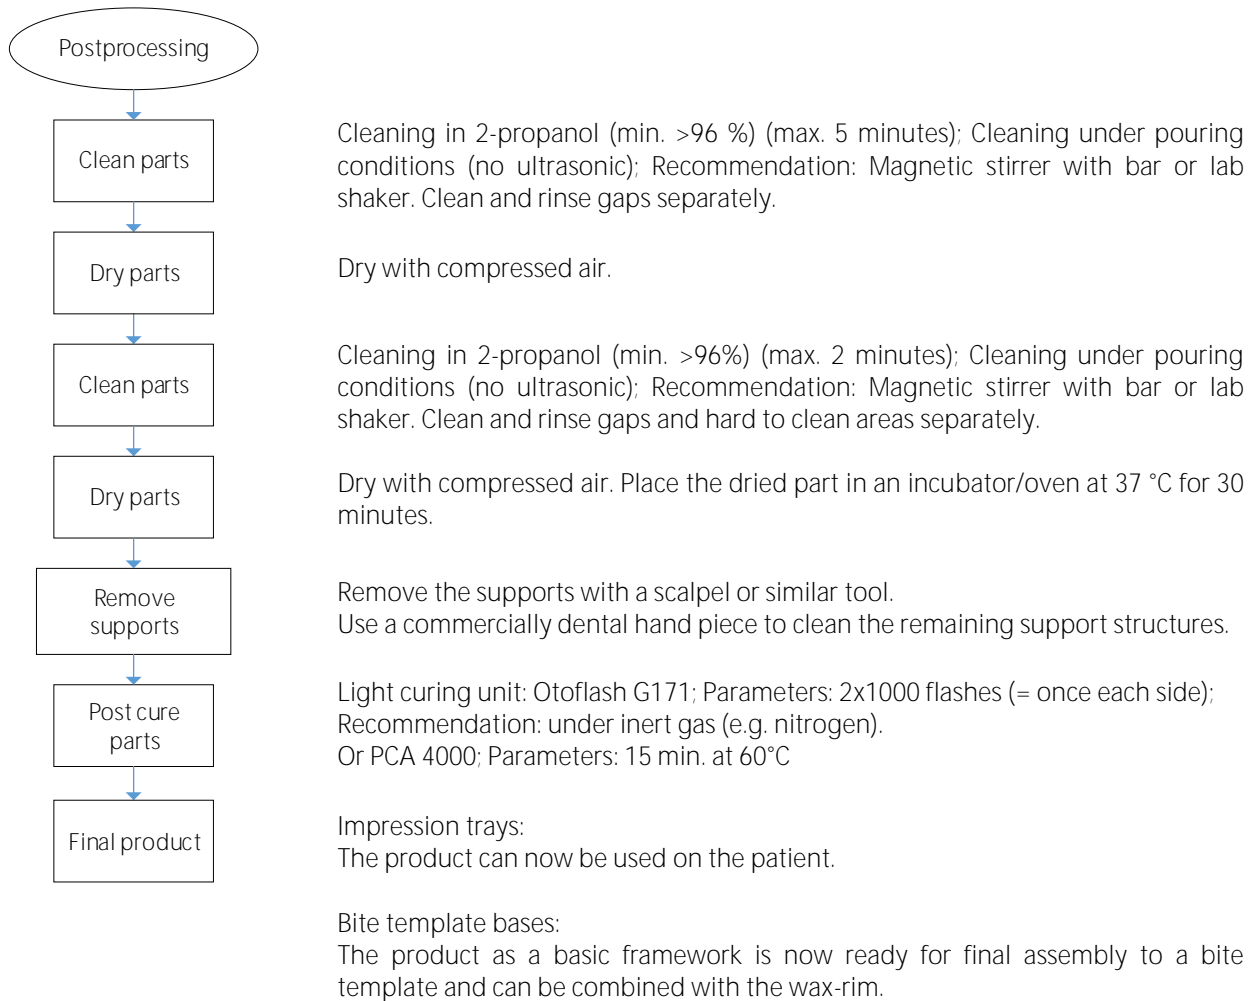 Postprocessing
Clean parts
Cleaning in 2-propanol (min. >96 %) (max. 5 minutes); Cleaning under pouring
conditions (no ultrasonic); Recommendation: Magnetic stirrer with bar or lab
shaker. Clean and rinse gaps separately.
Dry parts
Dry with compressed air.
Clean parts
Cleaning in 2-propanol (min. >96%) (max. 2 minutes); Cleaning under pouring
conditions (no ultrasonic); Recommendation: Magnetic stirrer with bar or lab
shaker. Clean and rinse gaps and hard to clean areas separately.
Dry parts
Dry with compressed air. Place the dried part in an incubator/oven at 37 °C for 30
minutes.
Remove
supports
Remove the supports with a scalpel or similar tool.
Use a commercially dental hand piece to clean the remaining support structures.
Post cure
parts
Light curing unit: Otoflash G171; Parameters: 2x1000 flashes (= once each side);
Recommendation: under inert gas (e.g. nitrogen).
Or PCA 4000; Parameters: 15 min. at 60°C
Final product
Impression trays:
The product can now be used on the patient.
Bite template bases:
The product as a basic framework is now ready for final assembly to a bite
template and can be combined with the wax-rim.